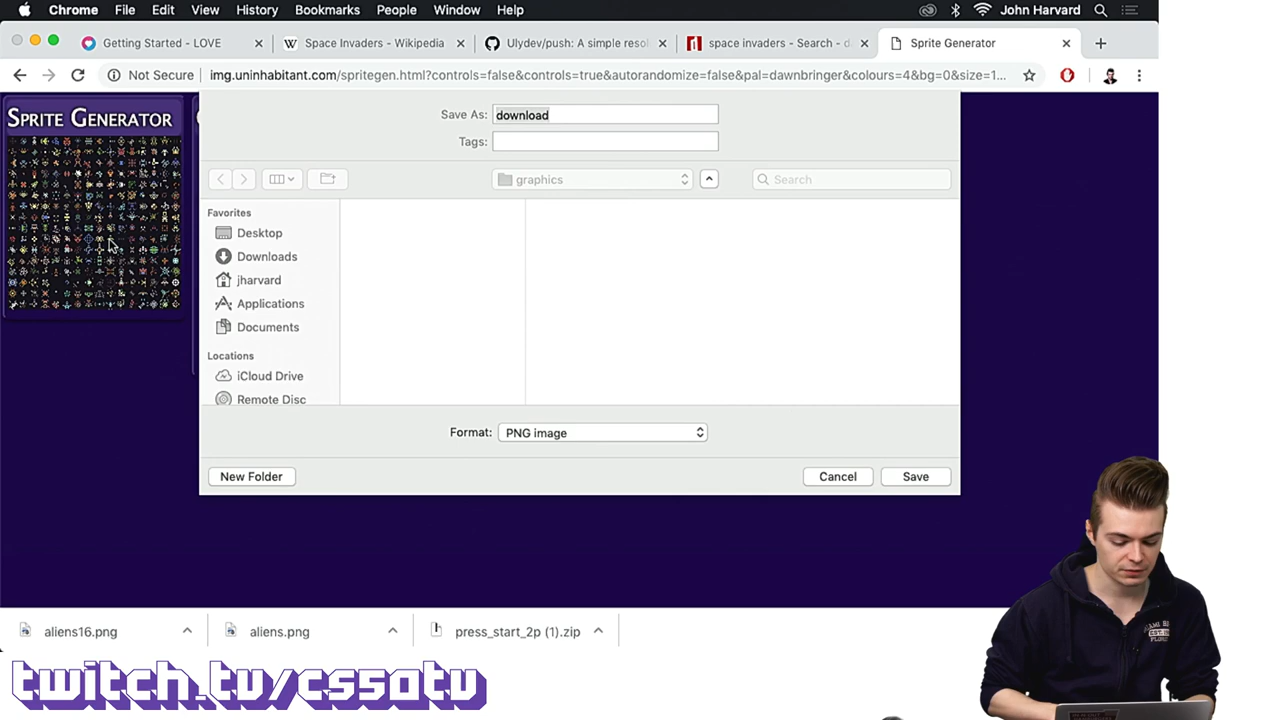 Chrome File Edit View History Bookmarks People Window Help John Harvard
Getting Started - LOVE
Space Invaders - Wikipedia
Ulydev/push: A simple reso
space invaders - Search - d
Sprite Generator
Not Secure img.uninhabitant.com/spritegen.html?controls=false&controls=true&autorandomize=false&pal=dawnbringer&colours=4&bg=0&size=1...
SPRITE GENERATOR
Save As: download
Tags:
graphics
Search
Favorites
Desktop
Downloads
jharvard
Applications
Documents
Locations
iCloud Drive
Remote Disc
Format: PNG image
New Folder
Cancel
Save
aliens16.png
aliens.png
press_start_2p (1).zip
twitch.tv/cs50tv